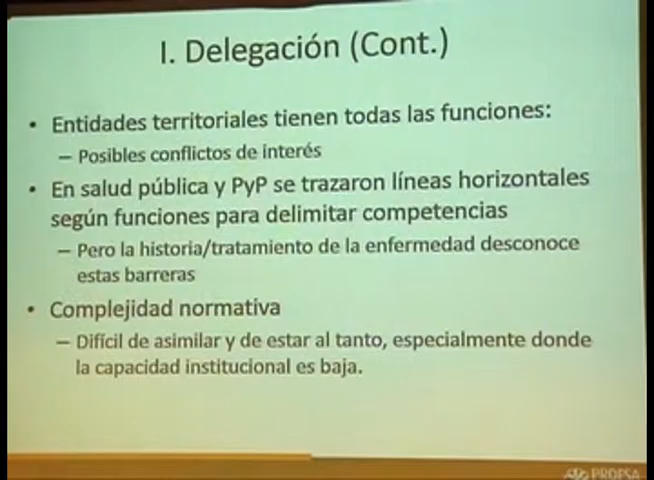 I. Delegación (Cont.)
• Entidades territoriales tienen todas las funciones:
– Posibles conflictos de interés
• En salud pública y PyP se trazaron líneas horizontales
según funciones para delimitar competencias
– Pero la historia/tratamiento de la enfermedad desconoce
estas barreras
• Complejidad normativa
– Difícil de asimilar y de estar al tanto, especialmente donde
la capacidad institucional es baja.
PROESA